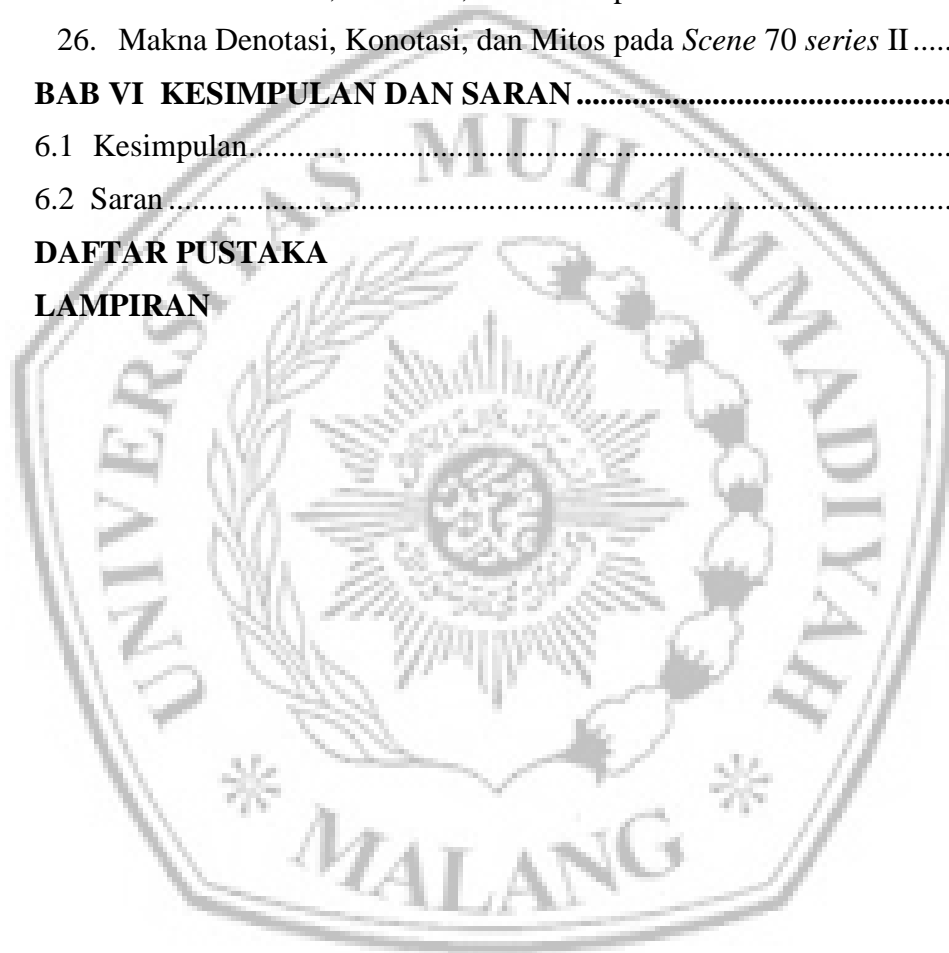 26. Makna Denotasi, Konotasi, dan Mitos pada Scene 70 series II.....
BAB VI KESIMPULAN DAN SARAN.....................................
6.1 Kesimpulan.....................................................................................
6.2 Saran...............................................................................................
DAFTAR PUSTAKA
LAMPIRAN
UNIVERSITAS MUHAMMADIYAH
MALANG